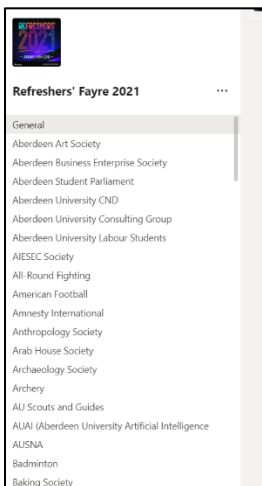 REFRESHERS'
2021
Refreshers' Fayre 2021
...
General
Aberdeen Art Society
Aberdeen Business Enterprise Society
Aberdeen Student Parliament
Aberdeen University CND
Aberdeen University Consulting Group
Aberdeen University Labour Students
AIESEC Society
All-Round Fighting
American Football
Amnesty International
Anthropology Society
Arab House Society
Archaeology Society
Archery
AU Scouts and Guides
AUAI (Aberdeen University Artificial Intelligence
AUSNA
Badminton
Baking Society